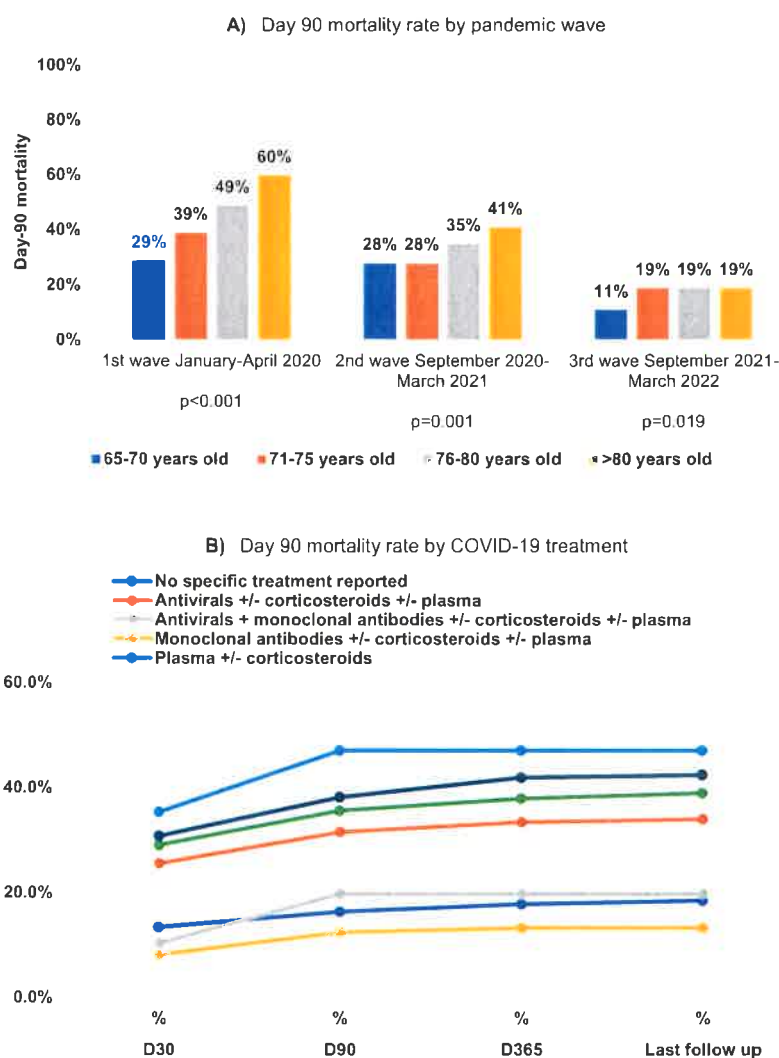 A) Day 90 mortality rate by pandemic wave
100%
80%
60%
40%
20%
0%
Day-90 mortality
29%
39%
49%
60%
28%
28%
35%
41%
11%
19%
19%
19%
1st wave January-April 2020
p<0.001
2nd wave September 2020-
March 2021
p=0.001
3rd wave September 2021-
March 2022
p=0.019
65-70 years old
71-75 years old
76-80 years old
>80 years old
B) Day 90 mortality rate by COVID-19 treatment
No specific treatment reported
Antivirals +/- corticosteroids +/- plasma
Antivirals + monoclonal antibodies +/- corticosteroids +/- plasma
Monoclonal antibodies +/- corticosteroids +/- plasma
Plasma +/- corticosteroids
60.0%
40.0%
20.0%
0.0%
% % % %
D30 D90 D365 Last follow up